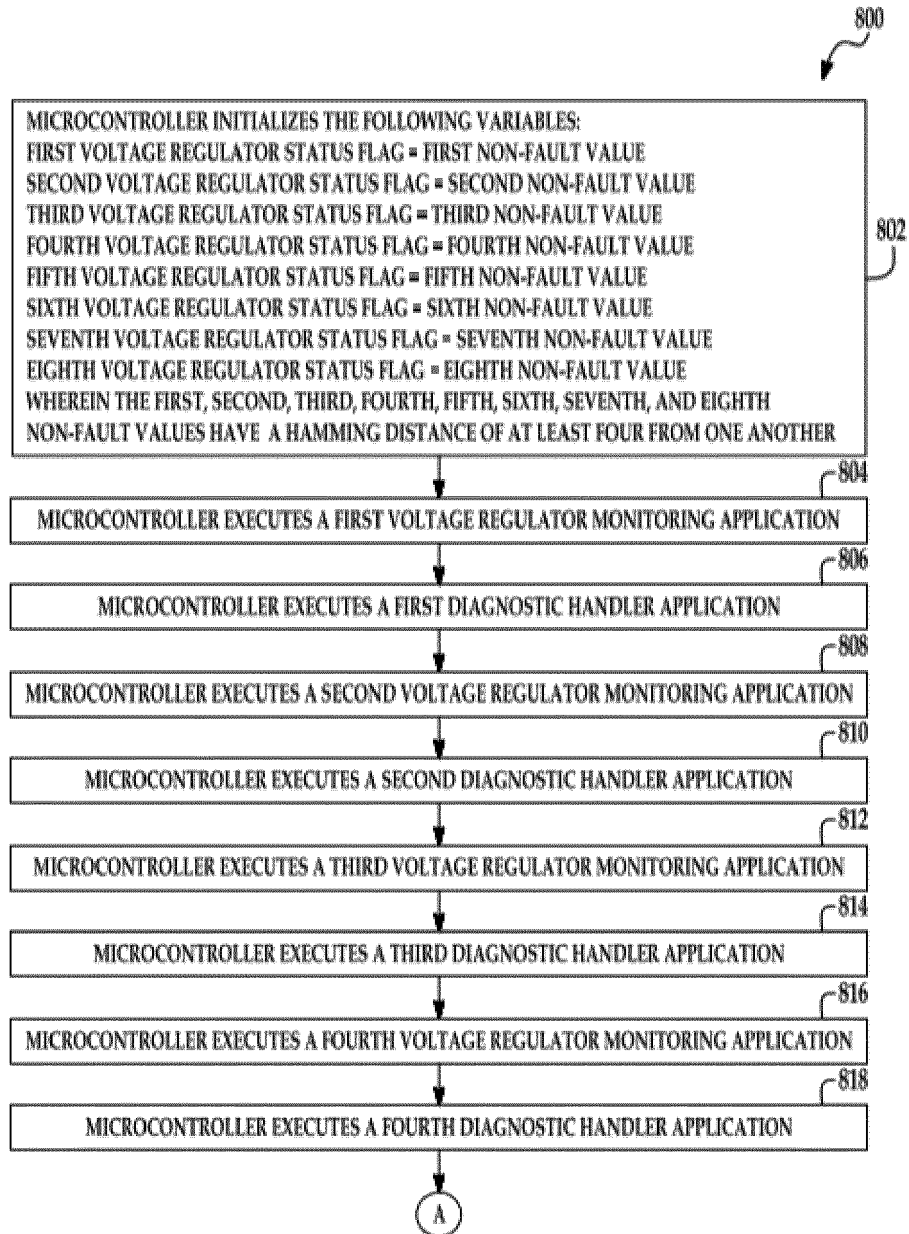 800
MICROCONTROLLER INITIALIZES THE FOLLOWING VARIABLES:
FIRST VOLTAGE REGULATOR STATUS FLAG = FIRST NON-FAULT VALUE
SECOND VOLTAGE REGULATOR STATUS FLAG = SECOND NON-FAULT VALUE
THIRD VOLTAGE REGULATOR STATUS FLAG = THIRD NON-FAULT VALUE
FOURTH VOLTAGE REGULATOR STATUS FLAG = FOURTH NON-FAULT VALUE
FIFTH VOLTAGE REGULATOR STATUS FLAG = FIFTH NON-FAULT VALUE
SIXTH VOLTAGE REGULATOR STATUS FLAG = SIXTH NON-FAULT VALUE
SEVENTH VOLTAGE REGULATOR STATUS FLAG = SEVENTH NON-FAULT VALUE
EIGHTH VOLTAGE REGULATOR STATUS FLAG = EIGHTH NON-FAULT VALUE
WHEREIN THE FIRST, SECOND, THIRD, FOURTH, FIFTH, SIXTH, SEVENTH, AND EIGHTH
NON-FAULT VALUES HAVE A HAMMING DISTANCE OF AT LEAST FOUR FROM ONE ANOTHER
802
804
MICROCONTROLLER EXECUTES A FIRST VOLTAGE REGULATOR MONITORING APPLICATION
806
MICROCONTROLLER EXECUTES A FIRST DIAGNOSTIC HANDLER APPLICATION
808
MICROCONTROLLER EXECUTES A SECOND VOLTAGE REGULATOR MONITORING APPLICATION
810
MICROCONTROLLER EXECUTES A SECOND DIAGNOSTIC HANDLER APPLICATION
812
MICROCONTROLLER EXECUTES A THIRD VOLTAGE REGULATOR MONITORING APPLICATION
814
MICROCONTROLLER EXECUTES A THIRD DIAGNOSTIC HANDLER APPLICATION
816
MICROCONTROLLER EXECUTES A FOURTH VOLTAGE REGULATOR MONITORING APPLICATION
818
MICROCONTROLLER EXECUTES A FOURTH DIAGNOSTIC HANDLER APPLICATION
A